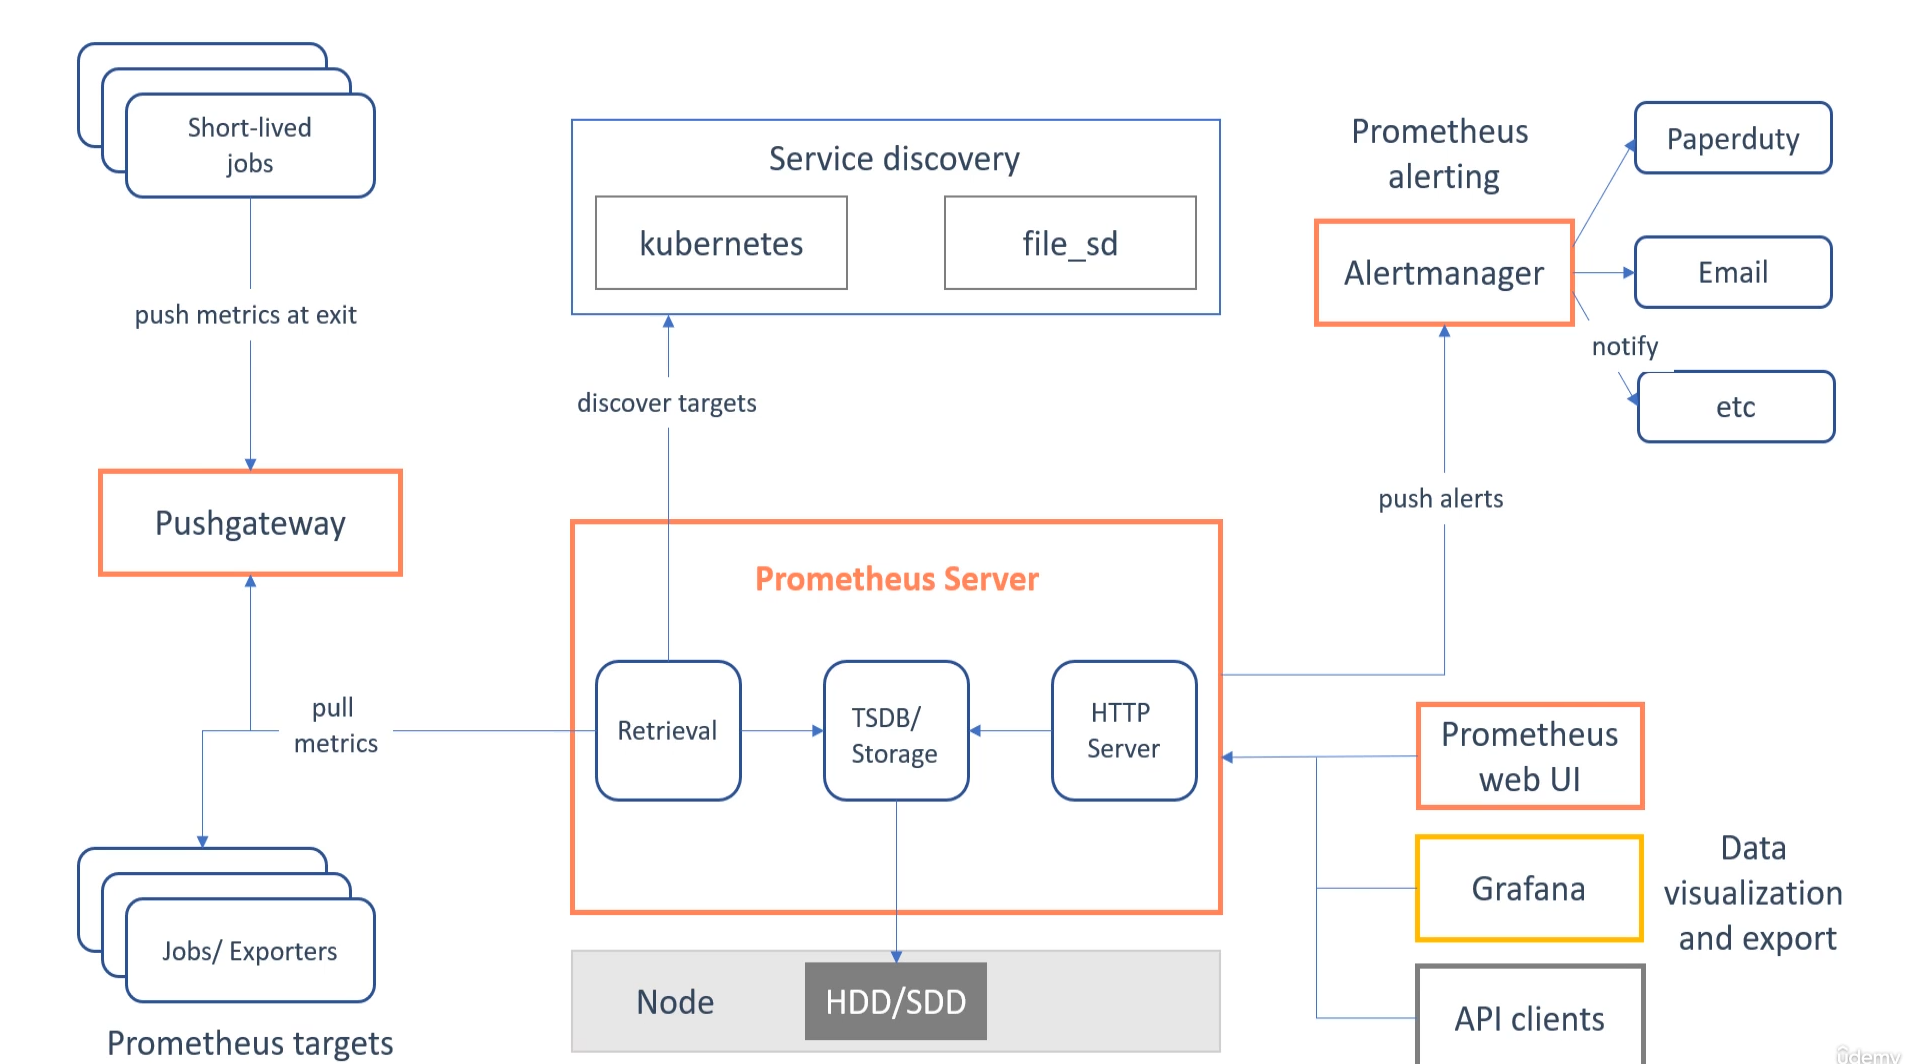 Short-lived
jobs
push metrics at exit
Pushgateway
pull
metrics
Jobs/ Exporters
Prometheus targets
Service discovery
kubernetes
file_sd
discover targets
Prometheus Server
Retrieval
TSDB/
Storage
HTTP
Server
Node
HDD/SDD
Prometheus
alerting
Alertmanager
Paperduty
Email
notify
etc
push alerts
Prometheus
web UI
Grafana
API clients
Data
visualization
and export
ûdemy